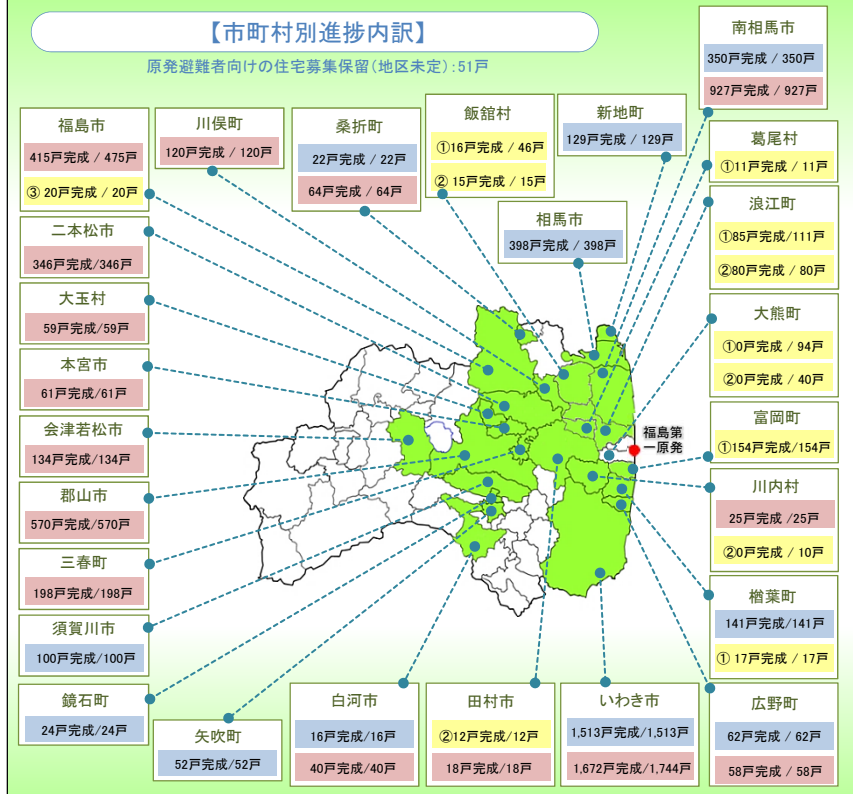 【市町村別進捗内訳】
原発避難者向けの住宅募集保留(地区未定):51戸
南相馬市
350戸完成 / 350戸
927戸完成 / 927戸
福島市
415戸完成 / 475戸
③ 20戸完成 / 20戸
川俣町
120戸完成 / 120戸
桑折町
22戸完成 / 22戸
64戸完成 / 64戸
飯舘村
①16戸完成 / 46戸
② 15戸完成 / 15戸
新地町
129戸完成 / 129戸
葛尾村
①11戸完成 / 11戸
相馬市
398戸完成 / 398戸
浪江町
①85戸完成/111戸
②80戸完成 / 80戸
二本松市
346戸完成/346戸
大玉村
59戸完成/59戸
大熊町
①0戸完成 / 94戸
②0戸完成 / 40戸
本宮市
61戸完成/61戸
会津若松市
134戸完成/134戸
福島第
一原発
富岡町
①154戸完成/154戸
郡山市
570戸完成/570戸
川内村
25戸完成 / 25戸
②0戸完成 / 10戸
三春町
198戸完成/198戸
須賀川市
100戸完成/100戸
楢葉町
141戸完成/141戸
① 17戸完成 / 17戸
鏡石町
24戸完成/24戸
矢吹町
52戸完成/52戸
白河市
16戸完成/16戸
40戸完成/40戸
田村市
②12戸完成/12戸
18戸完成/18戸
いわき市
1,513戸完成/1,513戸
1,672戸完成/1,744戸
広野町
62戸完成 / 62戸
58戸完成 / 58戸